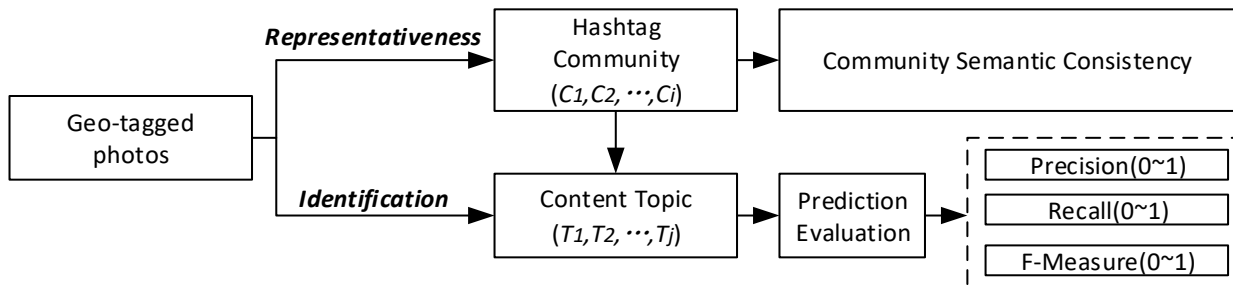 Geo-tagged
photos
Representativeness
Identification
Hashtag
Community
(C1,C2,⋯,Ci)
Community Semantic Consistency
Content Topic
(T1,T2,⋯,Tj)
Prediction
Evaluation
Precision(0~1)
Recall(0~1)
F-Measure(0~1)